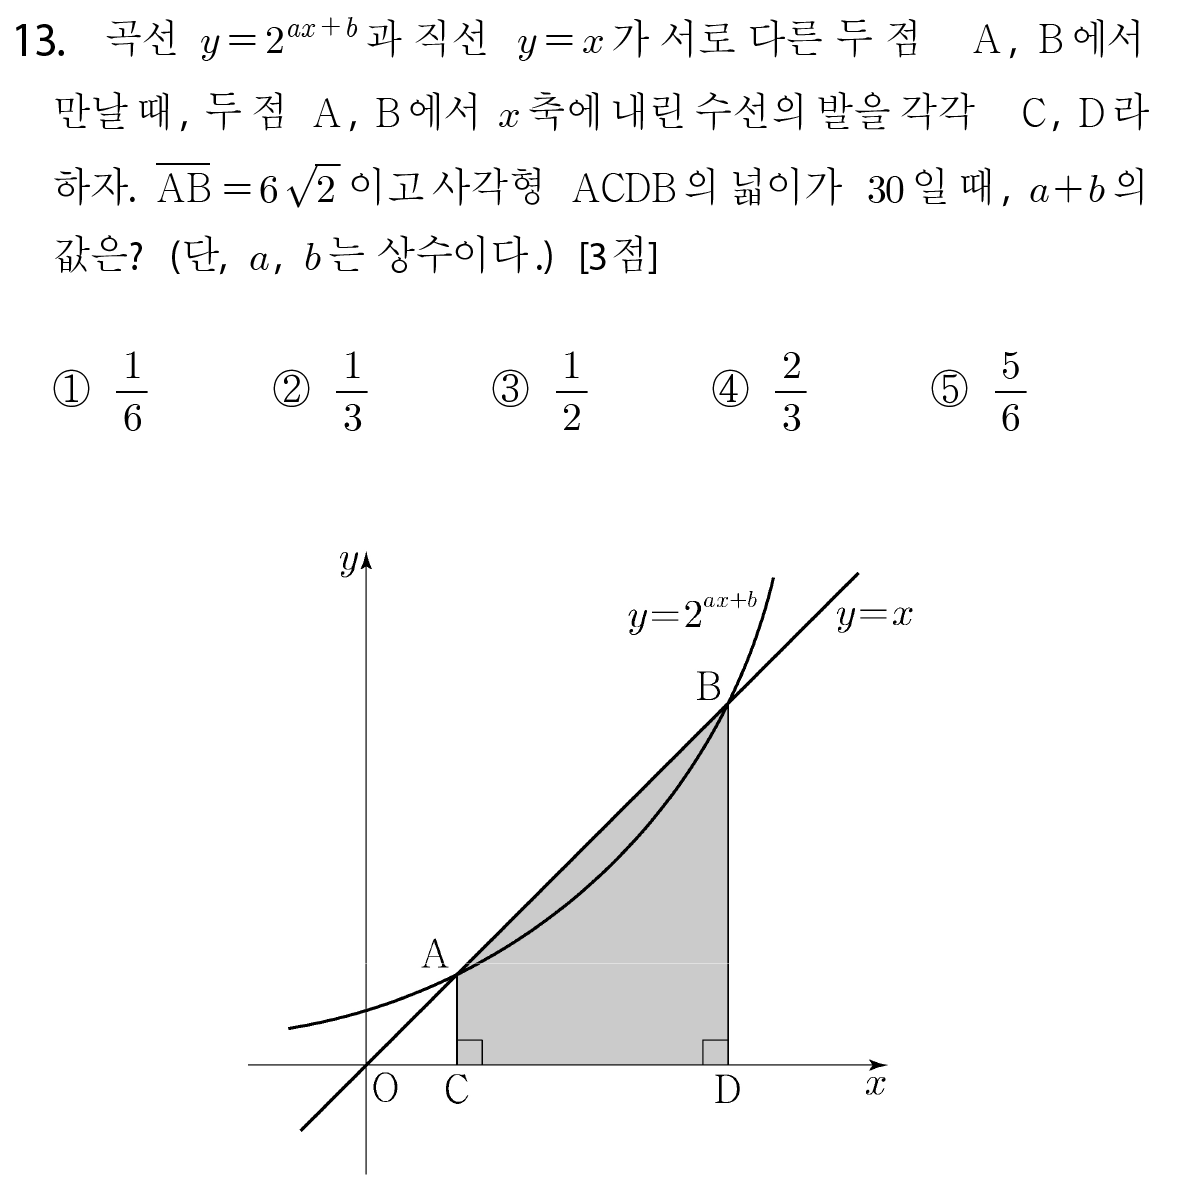 13. 곡선 y=2^{ax+b}과 직선 y=x가 서로 다른 두 점 A, B에서
만날 때, 두 점 A, B에서 x축에 내린 수선의 발을 각각 C, D라
하자. \overline{AB}=6√2이고 사각형 ACDB의 넓이가 30일 때, a+b의
값은? (단, a, b는 상수이다.) [3점]
① 1/6 ② 1/3 ③ 1/2 ④ 2/3 ⑤ 5/6
y
y=2^{ax+b}
y=x
B
A
O C D x